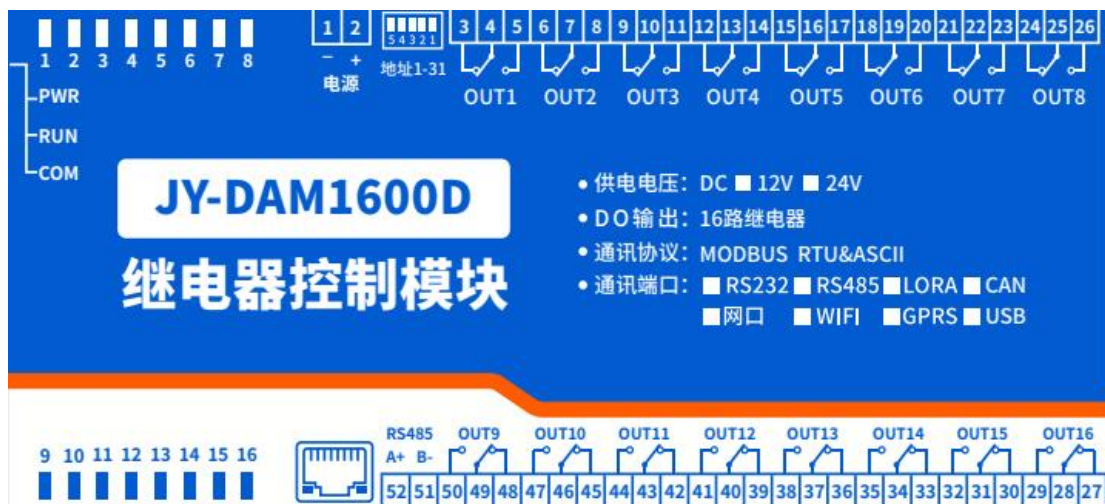 1 2 3 4 5 6 7 8
PWR
RUN
COM
1 2
− +
电源
5 4 3 2 1
地址1-31
3 4 5 6 7 8 9 10 11 12 13 14 15 16 17 18 19 20 21 22 23 24 25 26
OUT1 OUT2 OUT3 OUT4 OUT5 OUT6 OUT7 OUT8
JY-DAM1600D
继电器控制模块
• 供电电压：DC ■ 12V ■ 24V
• DO输出：16路继电器
• 通讯协议：MODBUS RTU&ASCII
• 通讯端口：■ RS232 ■ RS485 ■ LORA ■ CAN
■ 网口 ■ WIFI ■ GPRS ■ USB
9 10 11 12 13 14 15 16
RS485 OUT9 OUT10 OUT11 OUT12 OUT13 OUT14 OUT15 OUT16
A+ B-
52 51 50 49 48 47 46 45 44 43 42 41 40 39 38 37 36 35 34 33 32 31 30 29 28 27